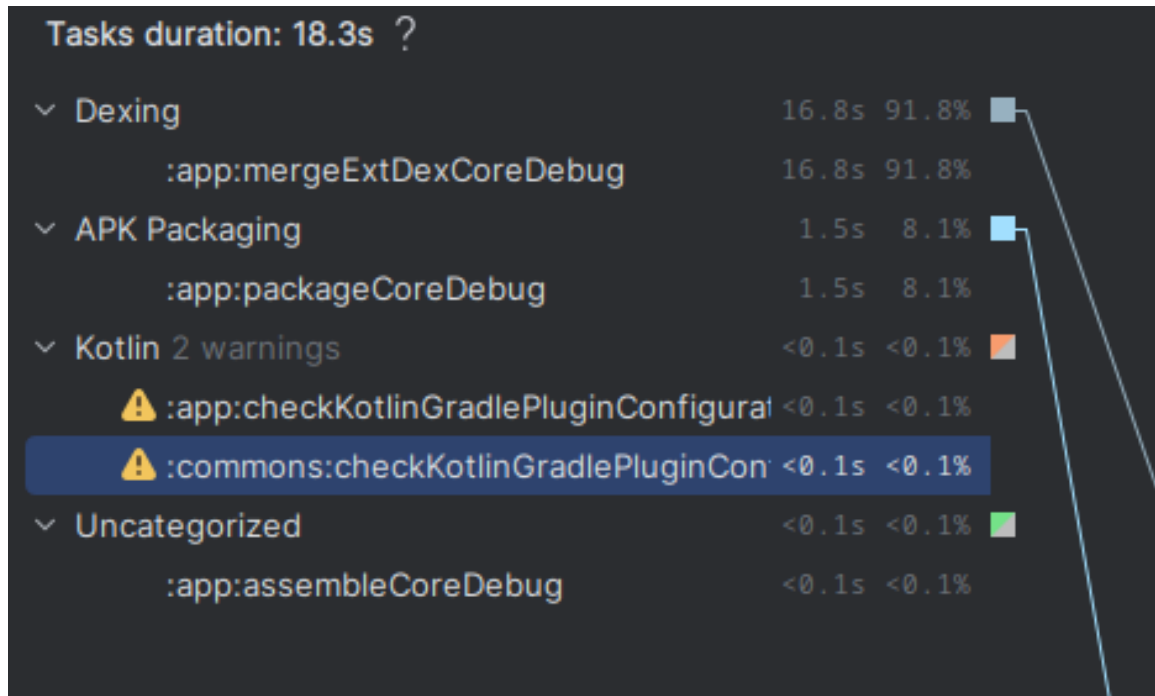 Tasks duration: 18.3s ?
Dexing 16.8s 91.8%
:app:mergeExtDexCoreDebug 16.8s 91.8%
APK Packaging 1.5s 8.1%
:app:packageCoreDebug 1.5s 8.1%
Kotlin 2 warnings <0.1s <0.1%
:app:checkKotlinGradlePluginConfigurat <0.1s <0.1%
:commons:checkKotlinGradlePluginCon <0.1s <0.1%
Uncategorized <0.1s <0.1%
:app:assembleCoreDebug <0.1s <0.1%